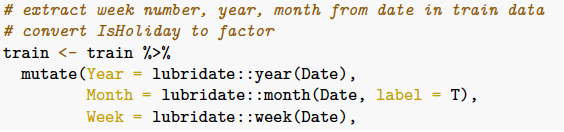 # extract week number, year, month from date in train data
# convert IsHoliday to factor
train <- train %>%
  mutate(Year = lubridate::year(Date),
         Month = lubridate::month(Date, label = T),
         Week = lubridate::week(Date),